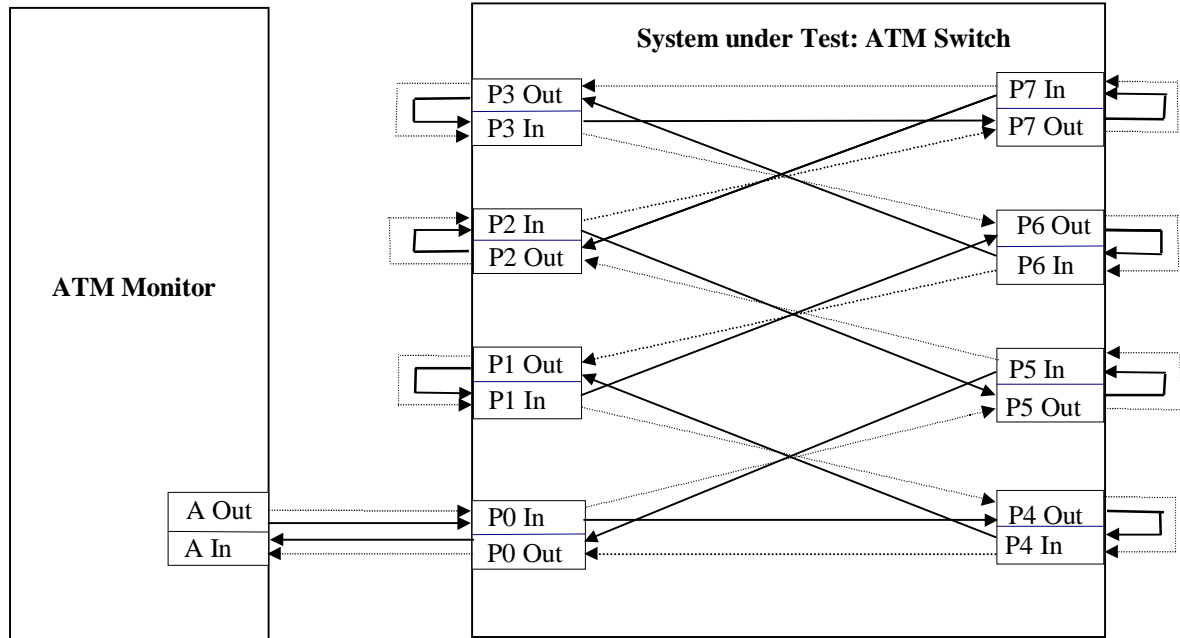 System under Test: ATM Switch
P3 Out
P3 In
P7 In
P7 Out
P2 In
P2 Out
P6 Out
P6 In
ATM Monitor
P1 Out
P1 In
P5 In
P5 Out
A Out
A In
P0 In
P0 Out
P4 Out
P4 In